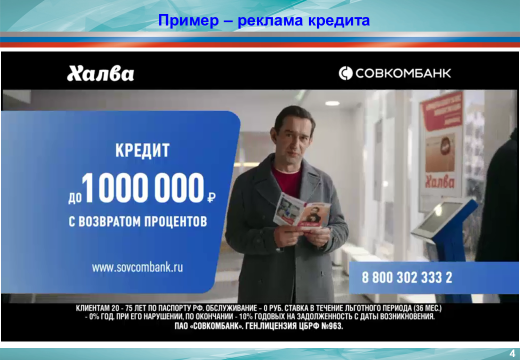 Пример – реклама кредита
Халва
СОВКОМБАНК
КРЕДИТ
ДО 1 000 000 ₽
С ВОЗВРАТОМ ПРОЦЕНТОВ
www.sovcombank.ru
Халва
8 800 302 333 2
КЛИЕНТАМ 20 - 75 ЛЕТ ПО ПАСПОРТУ РФ. ОБСЛУЖИВАНИЕ – 0 РУБ. СТАВКА В ТЕЧЕНИЕ ЛЬГОТНОГО ПЕРИОДА (36 МЕС.)
- 0% ГОД. ПРИ ЕГО НАРУШЕНИИ, ПО ОКОНЧАНИИ - 10% ГОДОВЫХ НА ЗАДОЛЖЕННОСТЬ С ДАТЫ ВОЗНИКНОВЕНИЯ.
ПАО «СОВКОМБАНК». ГЕН.ЛИЦЕНЗИЯ ЦБРФ №963.
4